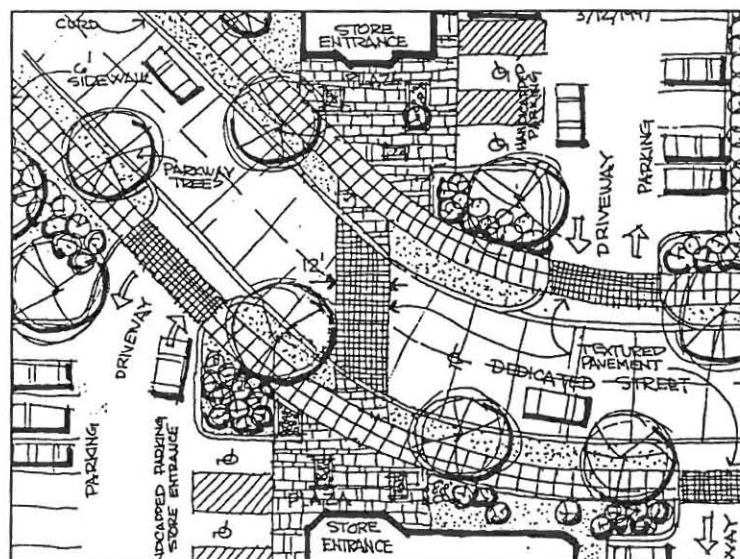 CURB
STORE
ENTRANCE
3/12/1997
6'
SIDEWALK
PLAZA
HANDICAPPED
PARKING
PARKWAY
TREES
DRIVEWAY
PARKING
12'
DRIVEWAY
TEXTURED
PAVEMENT
DEDICATED STREET
PARKING
PARKING
STORE ENTRANCE
PLAZA
STORE
ENTRANCE